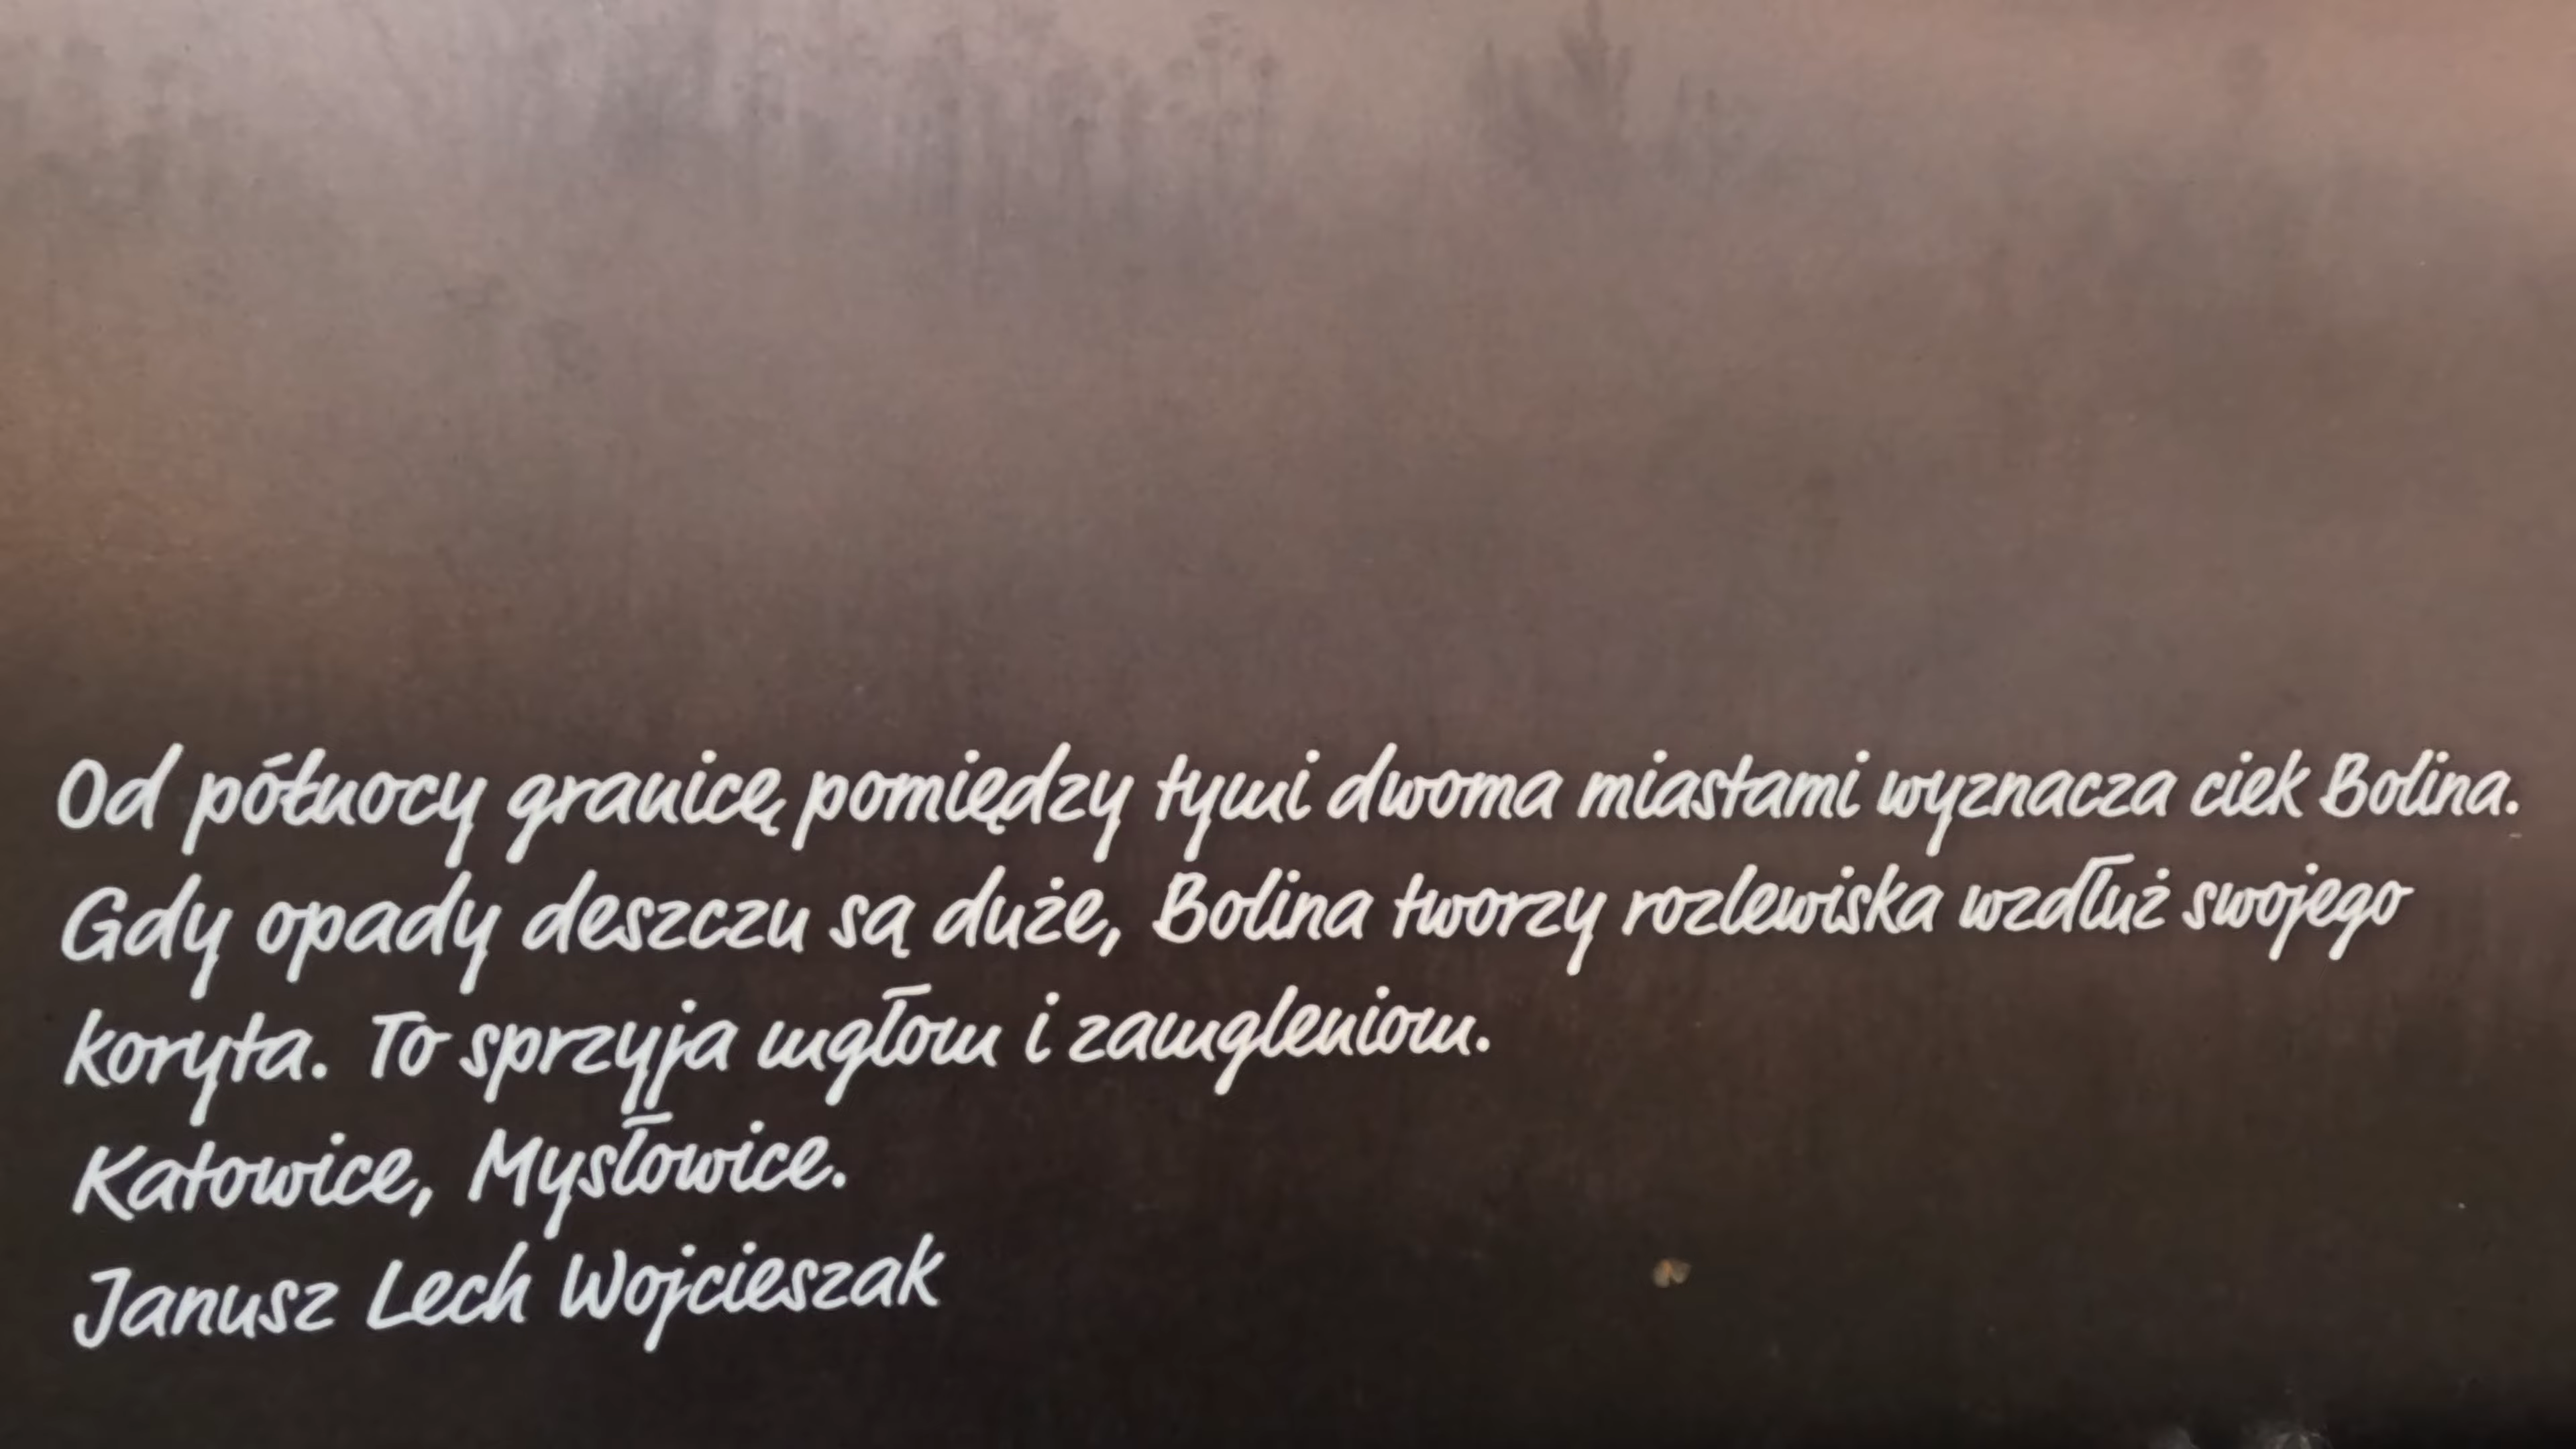 Od północy granicę pomiędzy tymi dwoma miastami wyznacza ciek Bolina.
Gdy opady deszczu są duże, Bolina tworzy rozlewiska wzdłuż swojego
koryta. To sprzyja mgłom i zamgleniom.
Katowice, Mysłowice.
Janusz Lech Wojcieszak